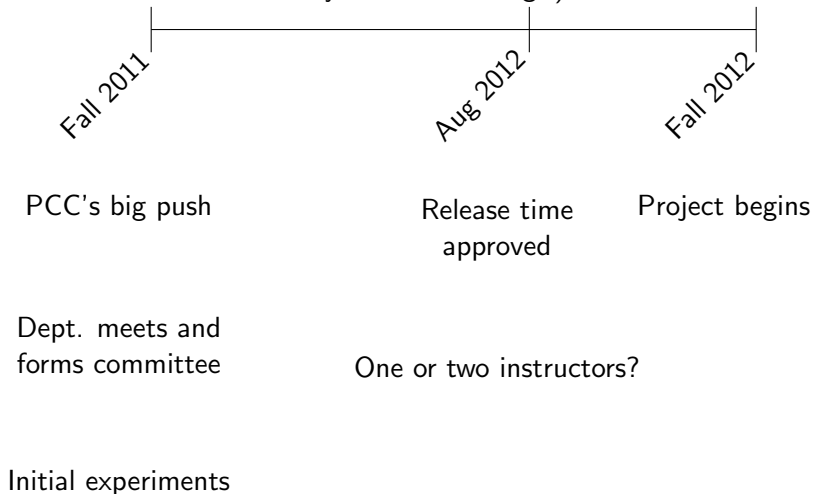 Fall 2011
Aug 2012
Fall 2012
PCC's big push
Release time
approved
Project begins
Dept. meets and
forms committee
One or two instructors?
Initial experiments